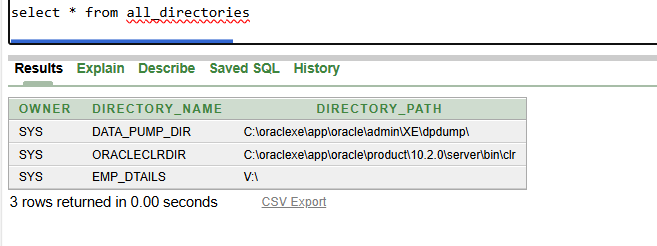 select * from all_directories
Results Explain Describe Saved SQL History
OWNER DIRECTORY_NAME DIRECTORY_PATH
SYS DATA_PUMP_DIR C:\oraclexe\app\oracle\admin\XE\dpdump\
SYS ORACLECLRDIR C:\oraclexe\app\oracle\product\10.2.0\server\bin\clr
SYS EMP_DTAILS V:\
3 rows returned in 0.00 seconds CSV Export